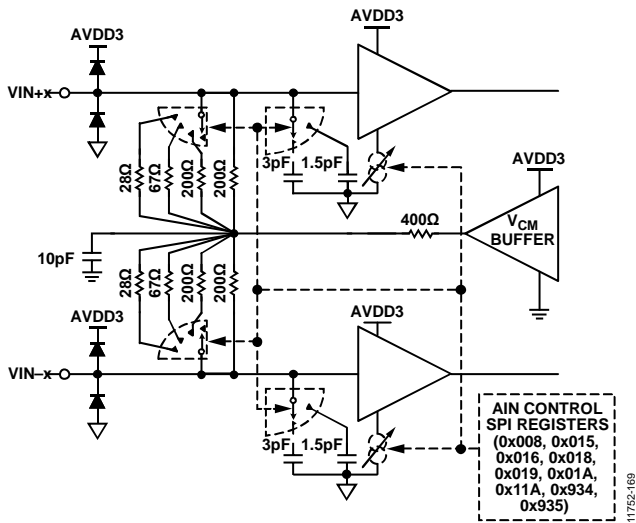 AVDD3
AVDD3
VIN+x
3pF 1.5pF
28Ω
67Ω
200Ω
200Ω
AVDD3
400Ω
VCM
BUFFER
10pF
28Ω
67Ω
200Ω
200Ω
AVDD3
AVDD3
VIN–x
3pF 1.5pF
AIN CONTROL
SPI REGISTERS
(0x008, 0x015,
0x016, 0x018,
0x019, 0x01A,
0x11A, 0x934,
0x935)
11752-169